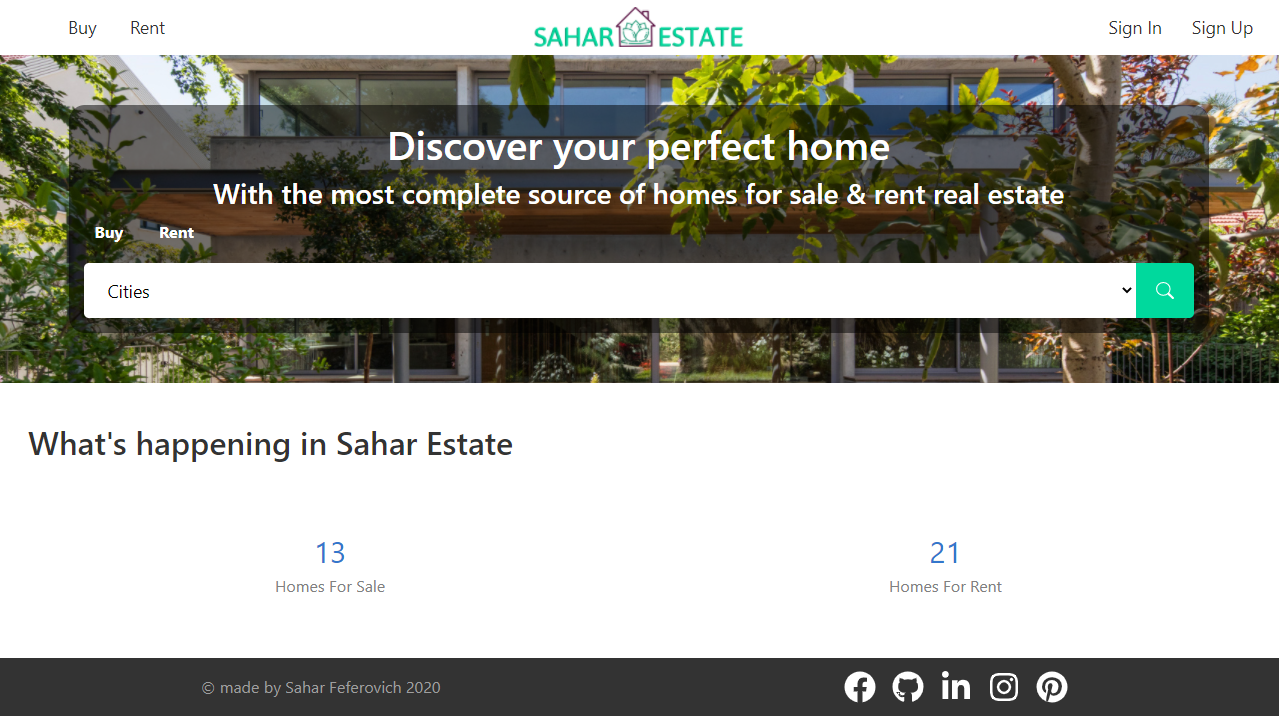 Buy Rent SAHAR ESTATE Sign In Sign Up
Discover your perfect home
With the most complete source of homes for sale & rent real estate
Buy Rent
Cities
What's happening in Sahar Estate
13 21
Homes For Sale Homes For Rent
© made by Sahar Feferovich 2020